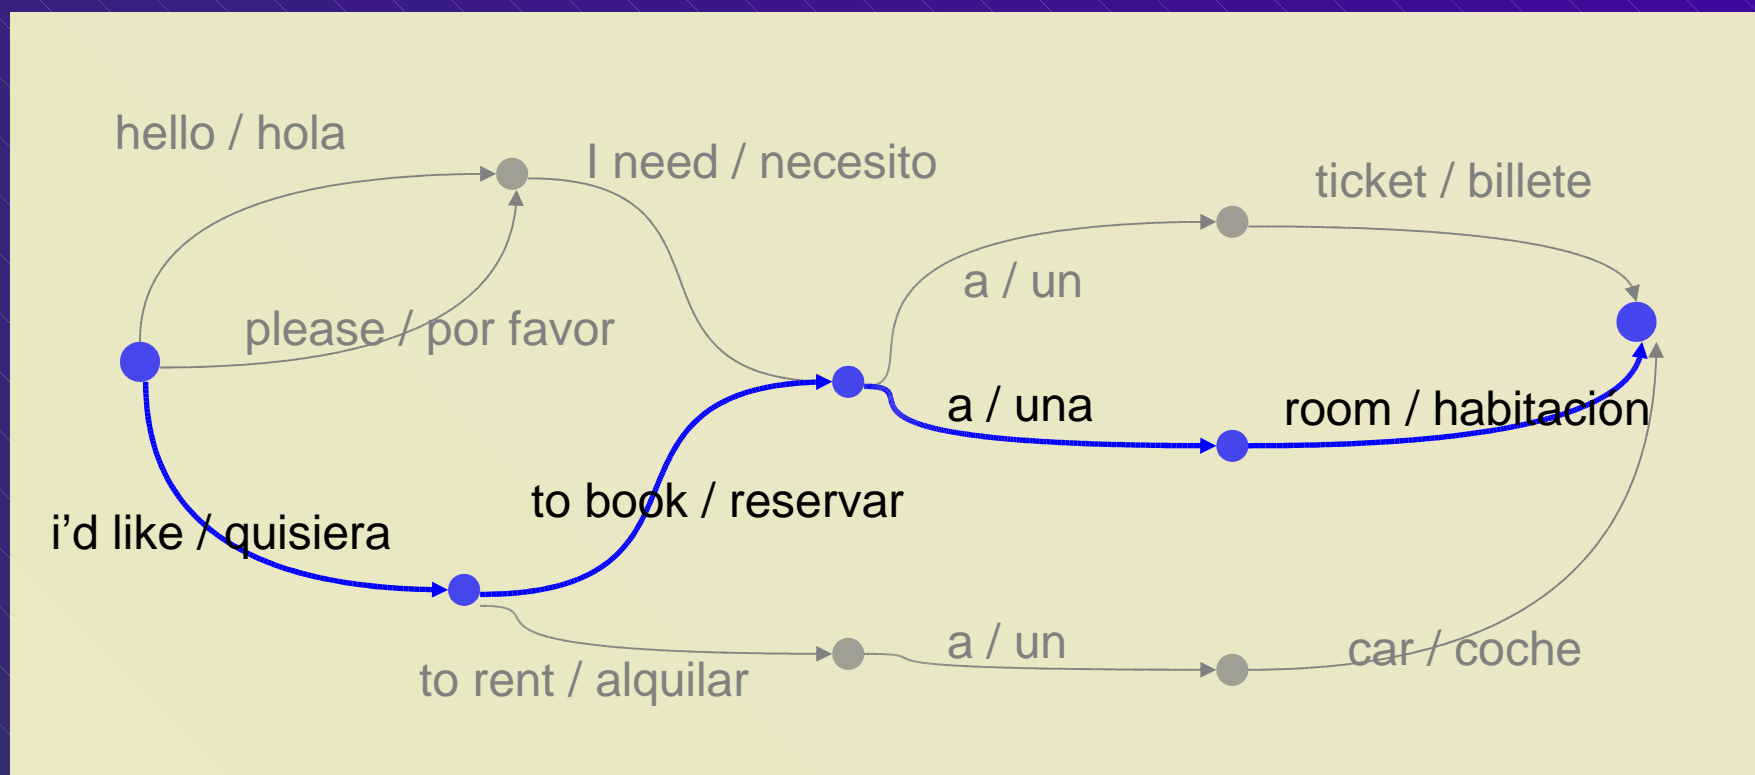 hello / hola
I need / necesito
ticket / billete
a / un
please / por favor
a / una
room / habitación
to book / reservar
i’d like / quisiera
a / un
car / coche
to rent / alquilar